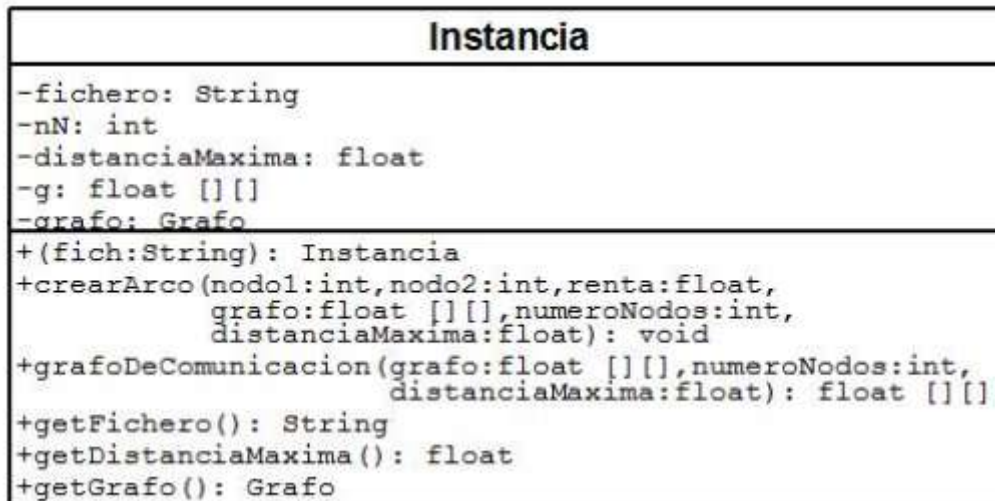 Instancia
-fichero: String
-nN: int
-distanciaMaxima: float
-g: float [][]
-grafo: Grafo
+(fich:String): Instancia
+crearArco(nodo1:int,nodo2:int,renta:float,
grafo:float [][],numeroNodos:int,
distanciaMaxima:float): void
+grafoDeComunicacion(grafo:float [][],numeroNodos:int,
distanciaMaxima:float): float [][]
+getFichero(): String
+getDistanciaMaxima(): float
+getGrafo(): Grafo